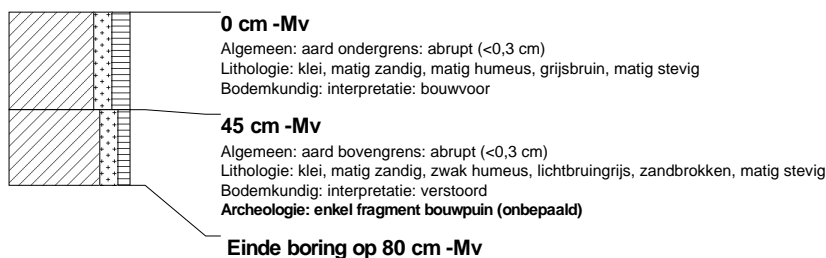 0 cm -Mv
Algemeen: aard ondergrens: abrupt (<0,3 cm)
Lithologie: klei, matig zandig, matig humeus, grijsbruin, matig stevig
Bodemkundig: interpretatie: bouwvoor
45 cm -Mv
Algemeen: aard bovengrens: abrupt (<0,3 cm)
Lithologie: klei, matig zandig, zwak humeus, lichtbruingrijs, zandbrokken, matig stevig
Bodemkundig: interpretatie: verstoord
Archeologie: enkel fragment bouwpuin (onbepaald)
Einde boring op 80 cm -Mv